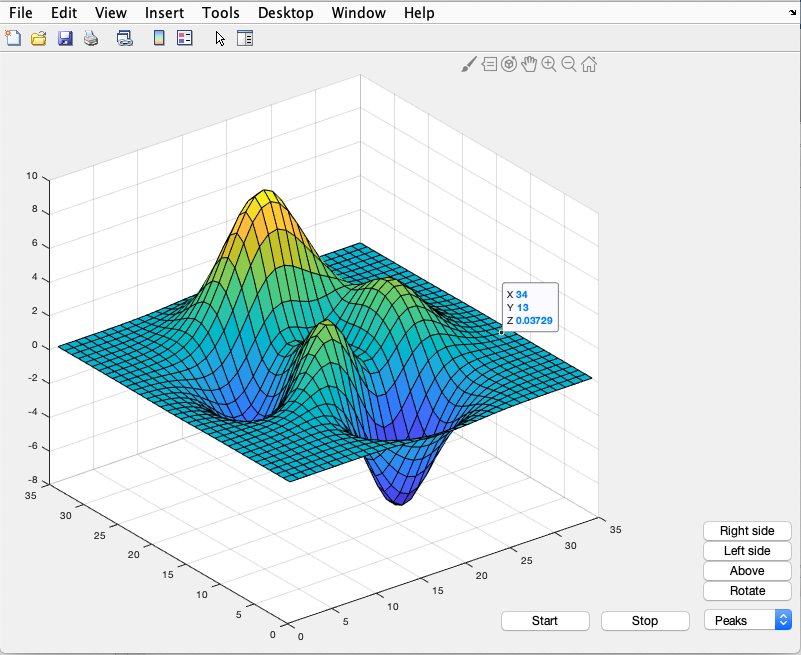 File Edit View Insert Tools Desktop Window Help
10
8
6
4
2
0
-2
-4
-6
-8
X 34
Y 13
Z 0.03729
35
30
25
20
15
10
5
0
0
5
10
15
20
25
30
35
Right side
Left side
Above
Rotate
Start Stop Peaks